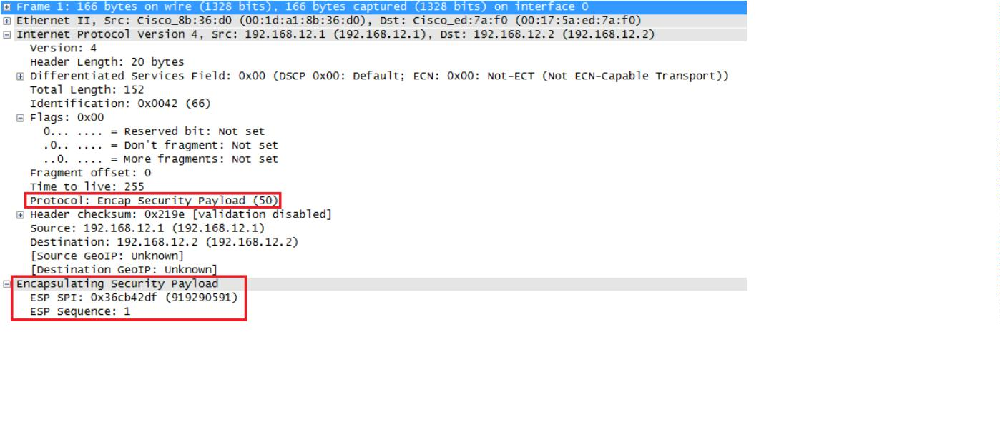 Frame 1: 166 bytes on wire (1328 bits), 166 bytes captured (1328 bits) on interface 0
Ethernet II, Src: Cisco_8b:36:d0 (00:1d:a1:8b:36:d0), Dst: Cisco_ed:7a:f0 (00:17:5a:ed:7a:f0)
Internet Protocol Version 4, Src: 192.168.12.1 (192.168.12.1), Dst: 192.168.12.2 (192.168.12.2)
Version: 4
Header Length: 20 bytes
Differentiated Services Field: 0x00 (DSCP 0x00: Default; ECN: 0x00: Not-ECT (Not ECN-Capable Transport))
Total Length: 152
Identification: 0x0042 (66)
Flags: 0x00
0... .... = Reserved bit: Not set
.0.. .... = Don't fragment: Not set
..0. .... = More fragments: Not set
Fragment offset: 0
Time to live: 255
Protocol: Encap Security Payload (50)
Header checksum: 0x219e [validation disabled]
Source: 192.168.12.1 (192.168.12.1)
Destination: 192.168.12.2 (192.168.12.2)
[Source GeoIP: Unknown]
[Destination GeoIP: Unknown]
Encapsulating Security Payload
ESP SPI: 0x36cb42df (919290591)
ESP Sequence: 1